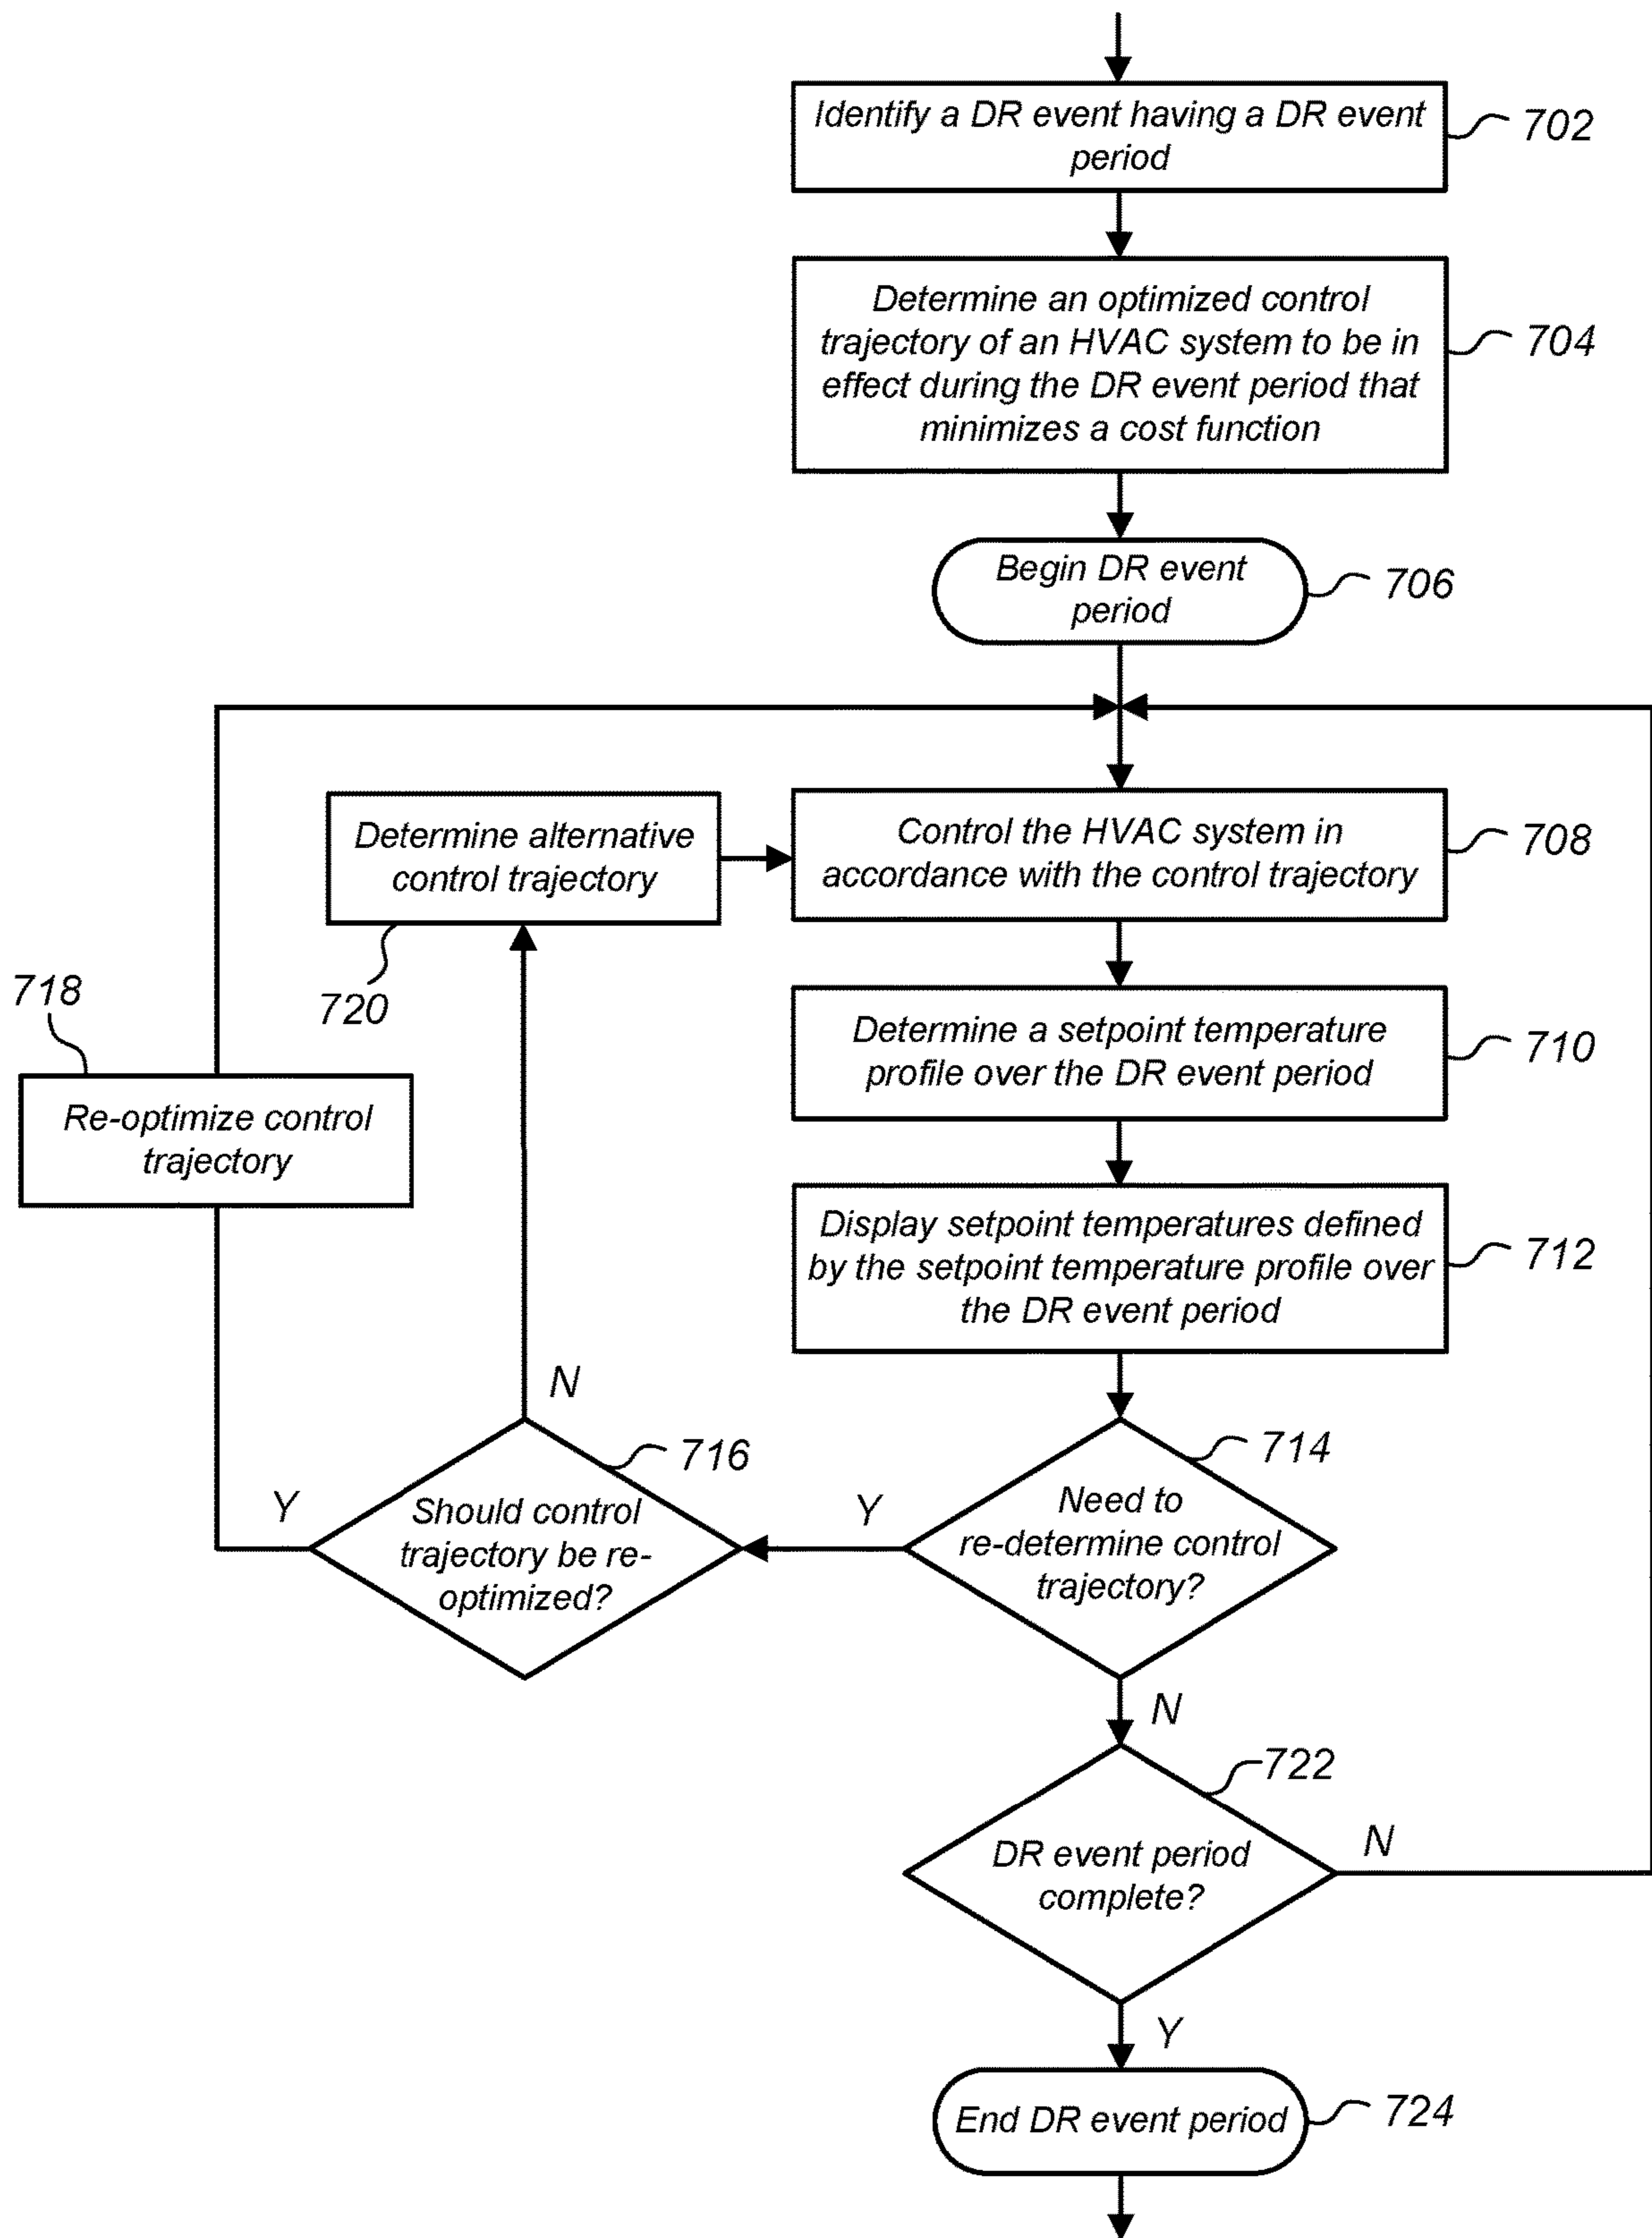 Identify a DR event having a DR event
period
702
Determine an optimized control
trajectory of an HVAC system to be in
effect during the DR event period that
minimizes a cost function
704
Begin DR event
period
706
Determine alternative
control trajectory
720
Control the HVAC system in
accordance with the control trajectory
708
718
Re-optimize control
trajectory
Determine a setpoint temperature
profile over the DR event period
710
Display setpoint temperatures defined
by the setpoint temperature profile over
the DR event period
712
N
716
Y
Should control
trajectory be re-
optimized?
Y
714
Need to
re-determine control
trajectory?
N
722
DR event period
complete?
N
Y
End DR event period
724